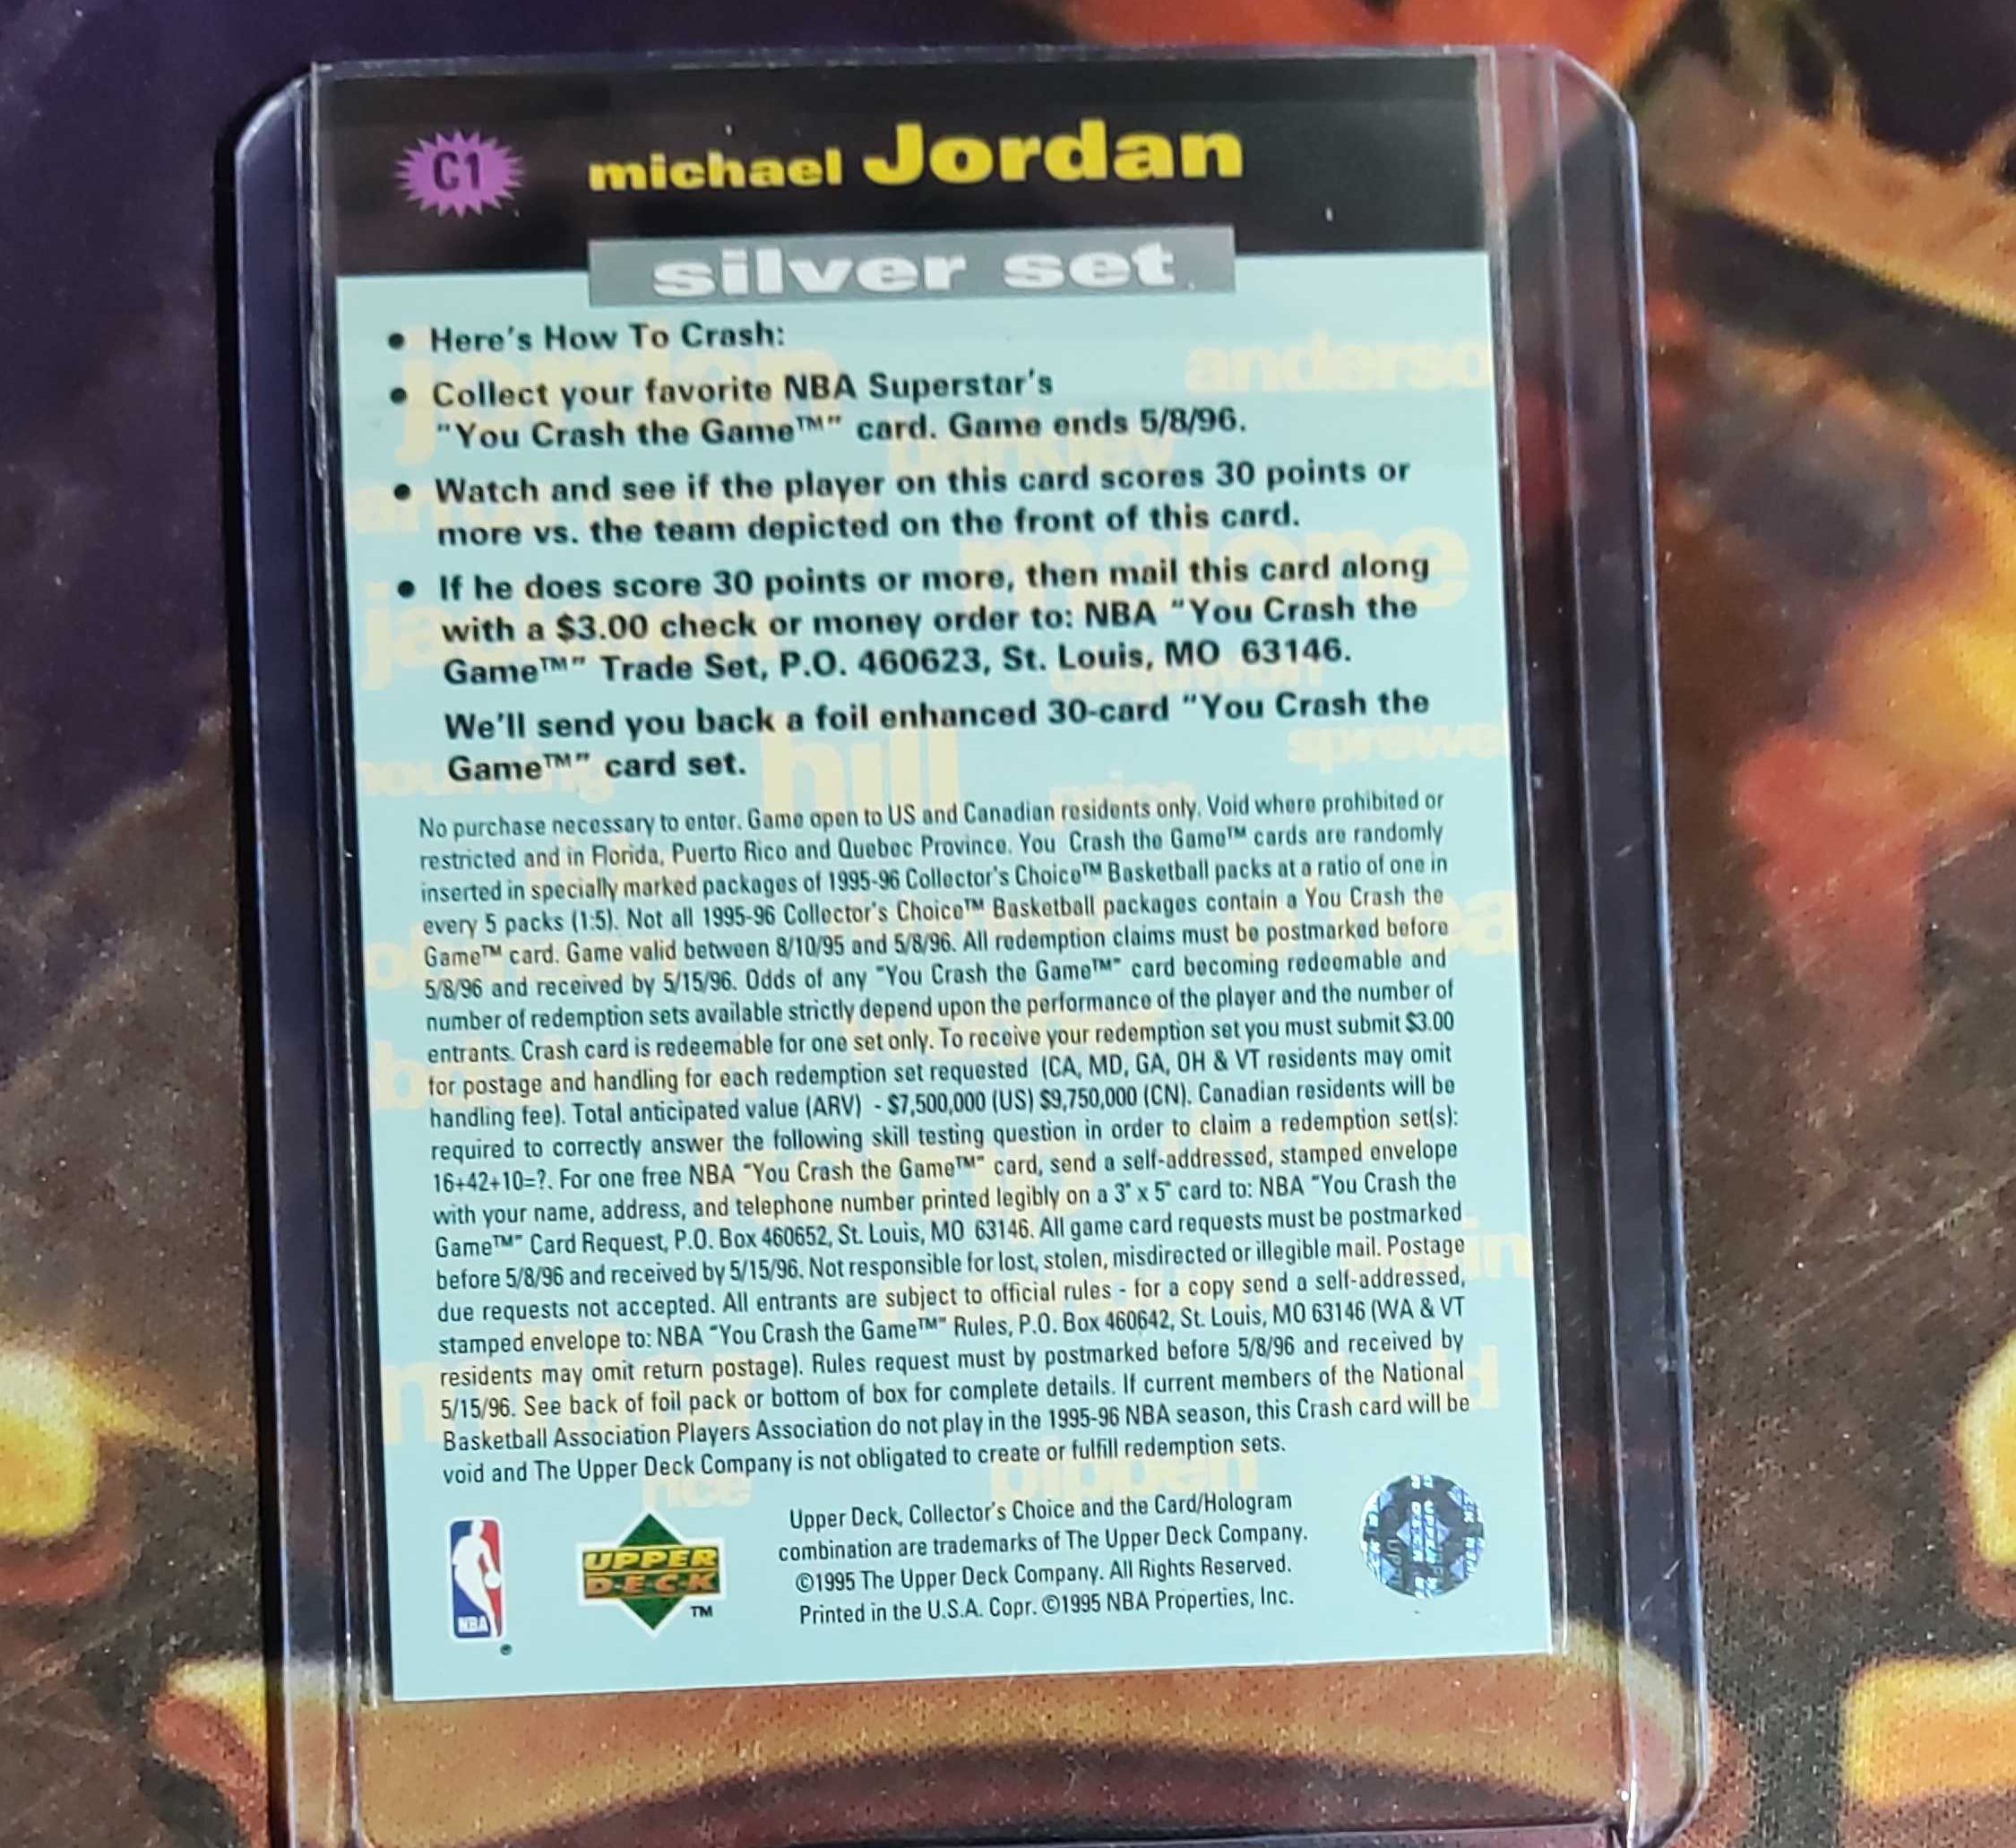 C1 michael Jordan
silver set
• Here's How To Crash:
• Collect your favorite NBA Superstar's
"You Crash the Game™" card. Game ends 5/8/96.
• Watch and see if the player on this card scores 30 points or
more vs. the team depicted on the front of this card.
• If he does score 30 points or more, then mail this card along
with a $3.00 check or money order to: NBA "You Crash the
Game™" Trade Set, P.O. 460623, St. Louis, MO 63146.
We'll send you back a foil enhanced 30-card "You Crash the
Game™" card set.
No purchase necessary to enter. Game open to US and Canadian residents only. Void where prohibited or
restricted and in Florida, Puerto Rico and Quebec Province. You Crash the Game™ cards are randomly
inserted in specially marked packages of 1995-96 Collector's Choice™ Basketball packs at a ratio of one in
every 5 packs (1:5). Not all 1995-96 Collector's Choice™ Basketball packages contain a You Crash the
Game™ card. Game valid between 8/10/95 and 5/8/96. All redemption claims must be postmarked before
5/8/96 and received by 5/15/96. Odds of any "You Crash the Game™" card becoming redeemable and
number of redemption sets available strictly depend upon the performance of the player and the number of
entrants. Crash card is redeemable for one set only. To receive your redemption set you must submit $3.00
for postage and handling for each redemption set requested (CA, MD, GA, OH & VT residents may omit
handling fee). Total anticipated value (ARV) - $7,500,000 (US) $9,750,000 (CN). Canadian residents will be
required to correctly answer the following skill testing question in order to claim a redemption set(s):
16+42+10=?. For one free NBA "You Crash the Game™" card, send a self-addressed, stamped envelope
with your name, address, and telephone number printed legibly on a 3" x 5" card to: NBA "You Crash the
Game™" Card Request, P.O. Box 460652, St. Louis, MO 63146. All game card requests must be postmarked
before 5/8/96 and received by 5/15/96. Not responsible for lost, stolen, misdirected or illegible mail. Postage
due requests not accepted. All entrants are subject to official rules - for a copy send a self-addressed,
stamped envelope to: NBA "You Crash the Game™" Rules, P.O. Box 460642, St. Louis, MO 63146 (WA & VT
residents may omit return postage). Rules request must by postmarked before 5/8/96 and received by
5/15/96. See back of foil pack or bottom of box for complete details. If current members of the National
Basketball Association Players Association do not play in the 1995-96 NBA season, this Crash card will be
void and The Upper Deck Company is not obligated to create or fulfill redemption sets.
NBA
UPPER
D·E·C·K
TM
Upper Deck, Collector's Choice and the Card/Hologram
combination are trademarks of The Upper Deck Company.
©1995 The Upper Deck Company. All Rights Reserved.
Printed in the U.S.A. Copr. ©1995 NBA Properties, Inc.